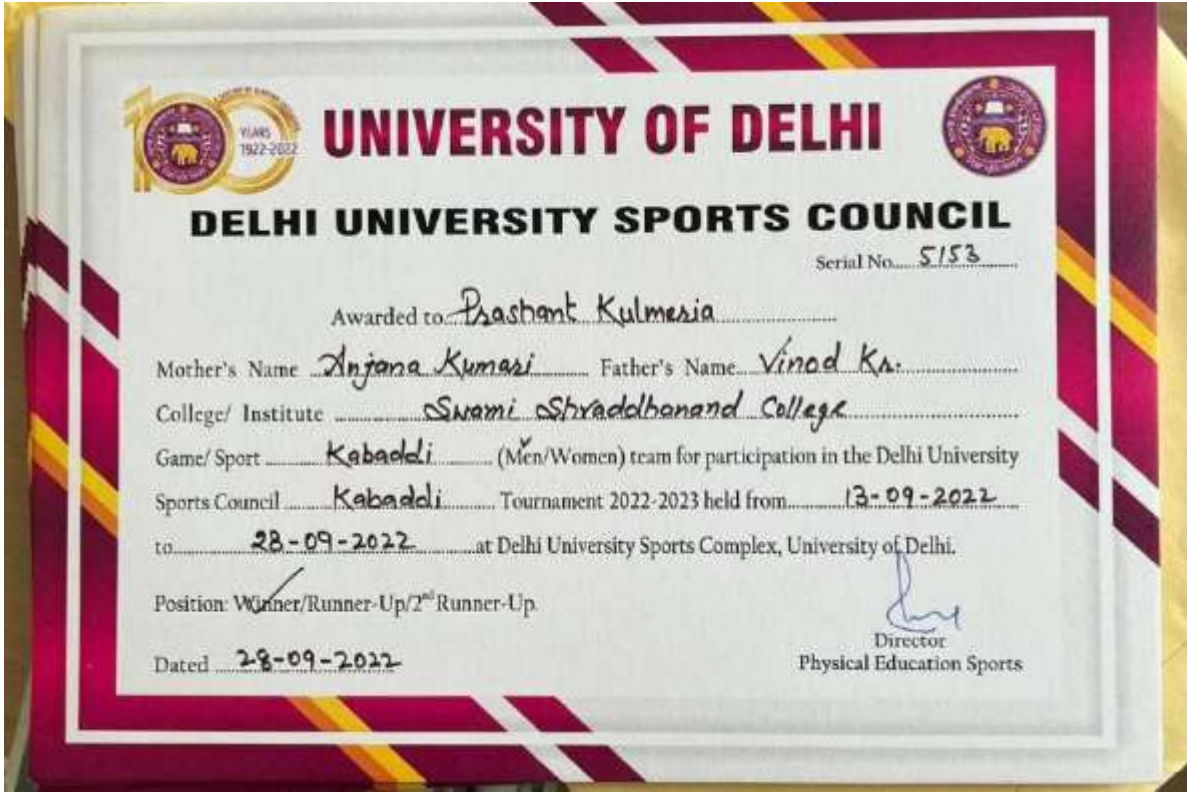 YEARS
1922-2022
UNIVERSITY OF DELHI
DELHI UNIVERSITY SPORTS COUNCIL
Serial No..... 5153
Awarded to Prashant Kulmeria
Mother's Name Anjana Kumari Father's Name Vinod Kr.
College/ Institute Swami Shraddhanand College
Game/ Sport Kabaddi (Men/Women) team for participation in the Delhi University
Sports Council Kabaddi Tournament 2022-2023 held from 13-09-2022
to 28-09-2022 at Delhi University Sports Complex, University of Delhi.
Position: Winner/Runner-Up/2nd Runner-Up.
Director
Dated 28-09-2022 Physical Education Sports